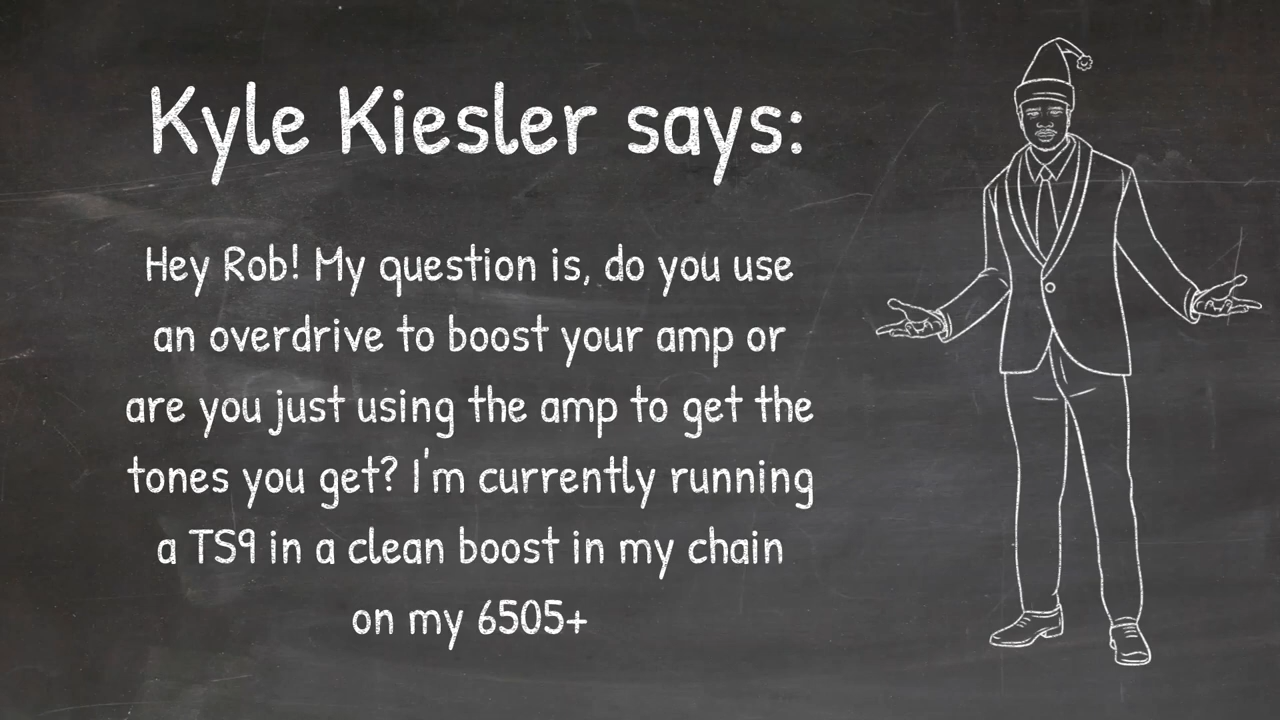 Kyle Kiesler says:
Hey Rob! My question is, do you use
an overdrive to boost your amp or
are you just using the amp to get the
tones you get? I'm currently running
a TS9 in a clean boost in my chain
on my 6505+